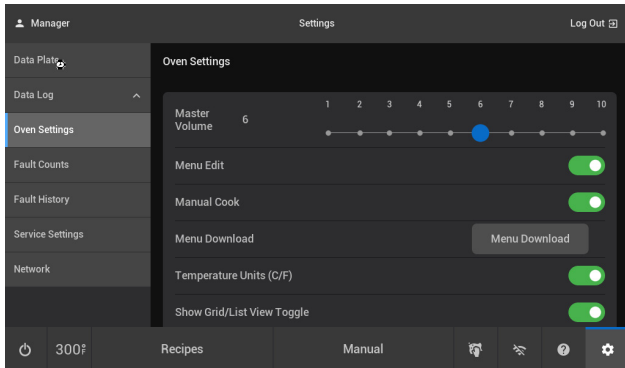 Manager
Settings
Log Out
Data Plate
Data Log
Oven Settings
Fault Counts
Fault History
Service Settings
Network
Oven Settings
Master
Volume
6
1 2 3 4 5 6 7 8 9 10
Menu Edit
Manual Cook
Menu Download
Menu Download
Temperature Units (C/F)
Show Grid/List View Toggle
300°F
Recipes
Manual